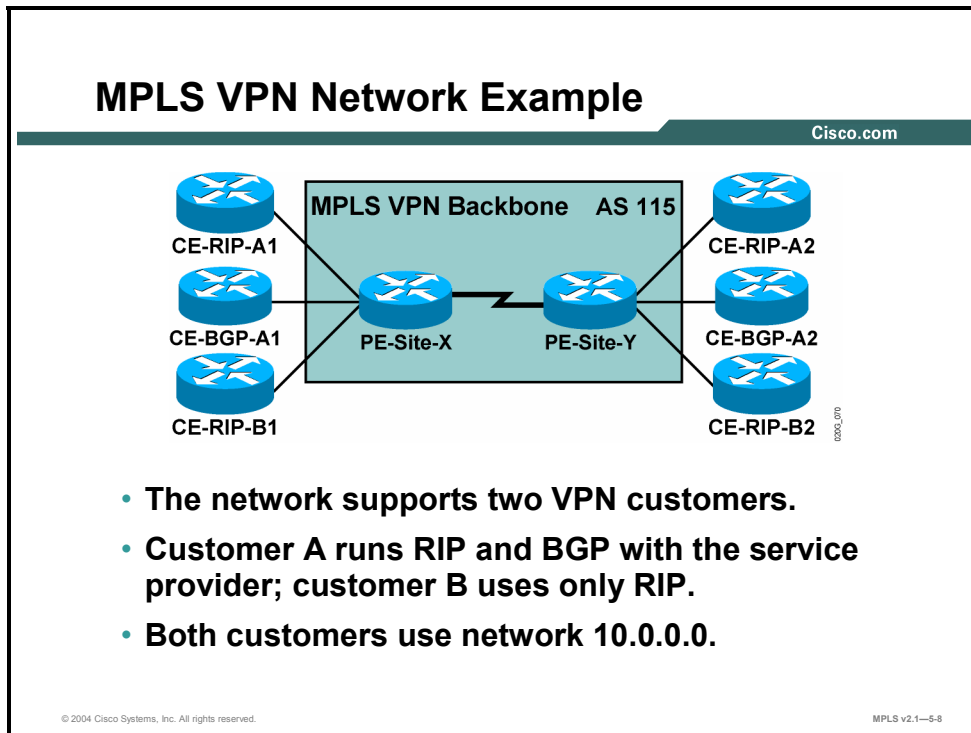 MPLS VPN Network Example
Cisco.com
MPLS VPN Backbone AS 115
CE-RIP-A1
CE-RIP-A2
CE-BGP-A1
PE-Site-X
PE-Site-Y
CE-BGP-A2
CE-RIP-B1
CE-RIP-B2
020G_070
• The network supports two VPN customers.
• Customer A runs RIP and BGP with the service
provider; customer B uses only RIP.
• Both customers use network 10.0.0.0.
© 2004 Cisco Systems, Inc. All rights reserved.
MPLS v2.1—5-8